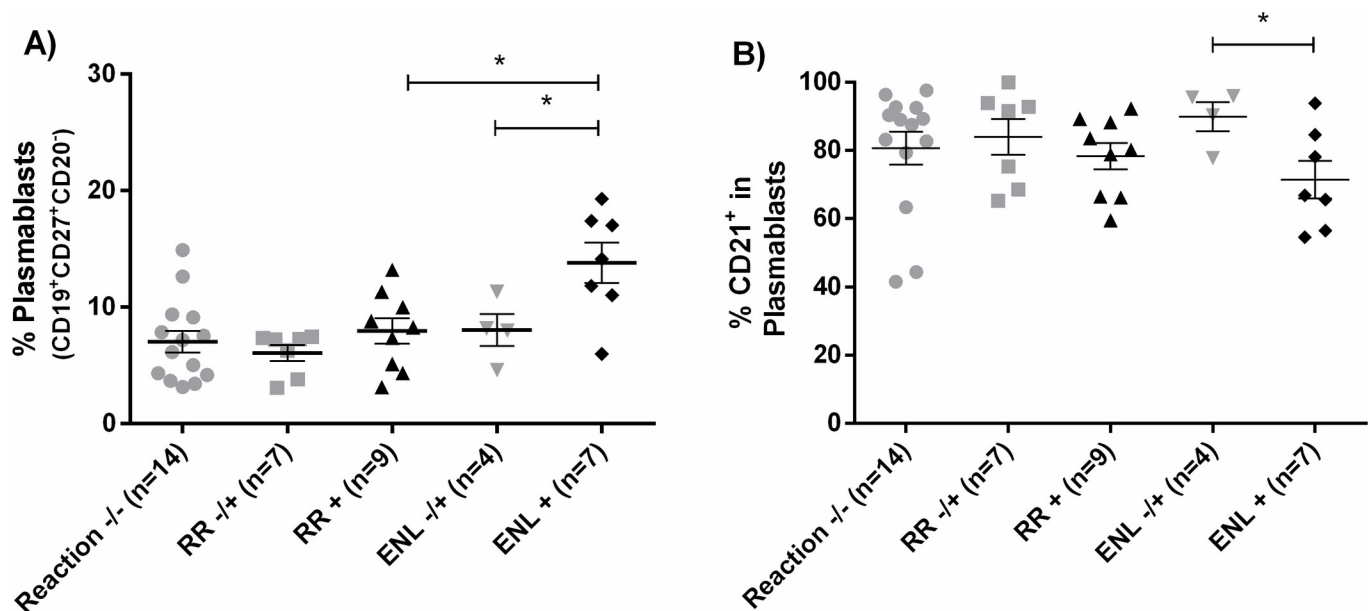 A)
% Plasmablasts
(CD19⁺CD27⁺CD20⁻)
30
20
10
0
*
*
Reaction -/- (n=14)
RR -/+ (n=7)
RR + (n=9)
ENL -/+ (n=4)
ENL + (n=7)
B)
% CD21⁺ in
Plasmablasts
100
80
60
40
20
0
*
Reaction -/- (n=14)
RR -/+ (n=7)
RR + (n=9)
ENL -/+ (n=4)
ENL + (n=7)